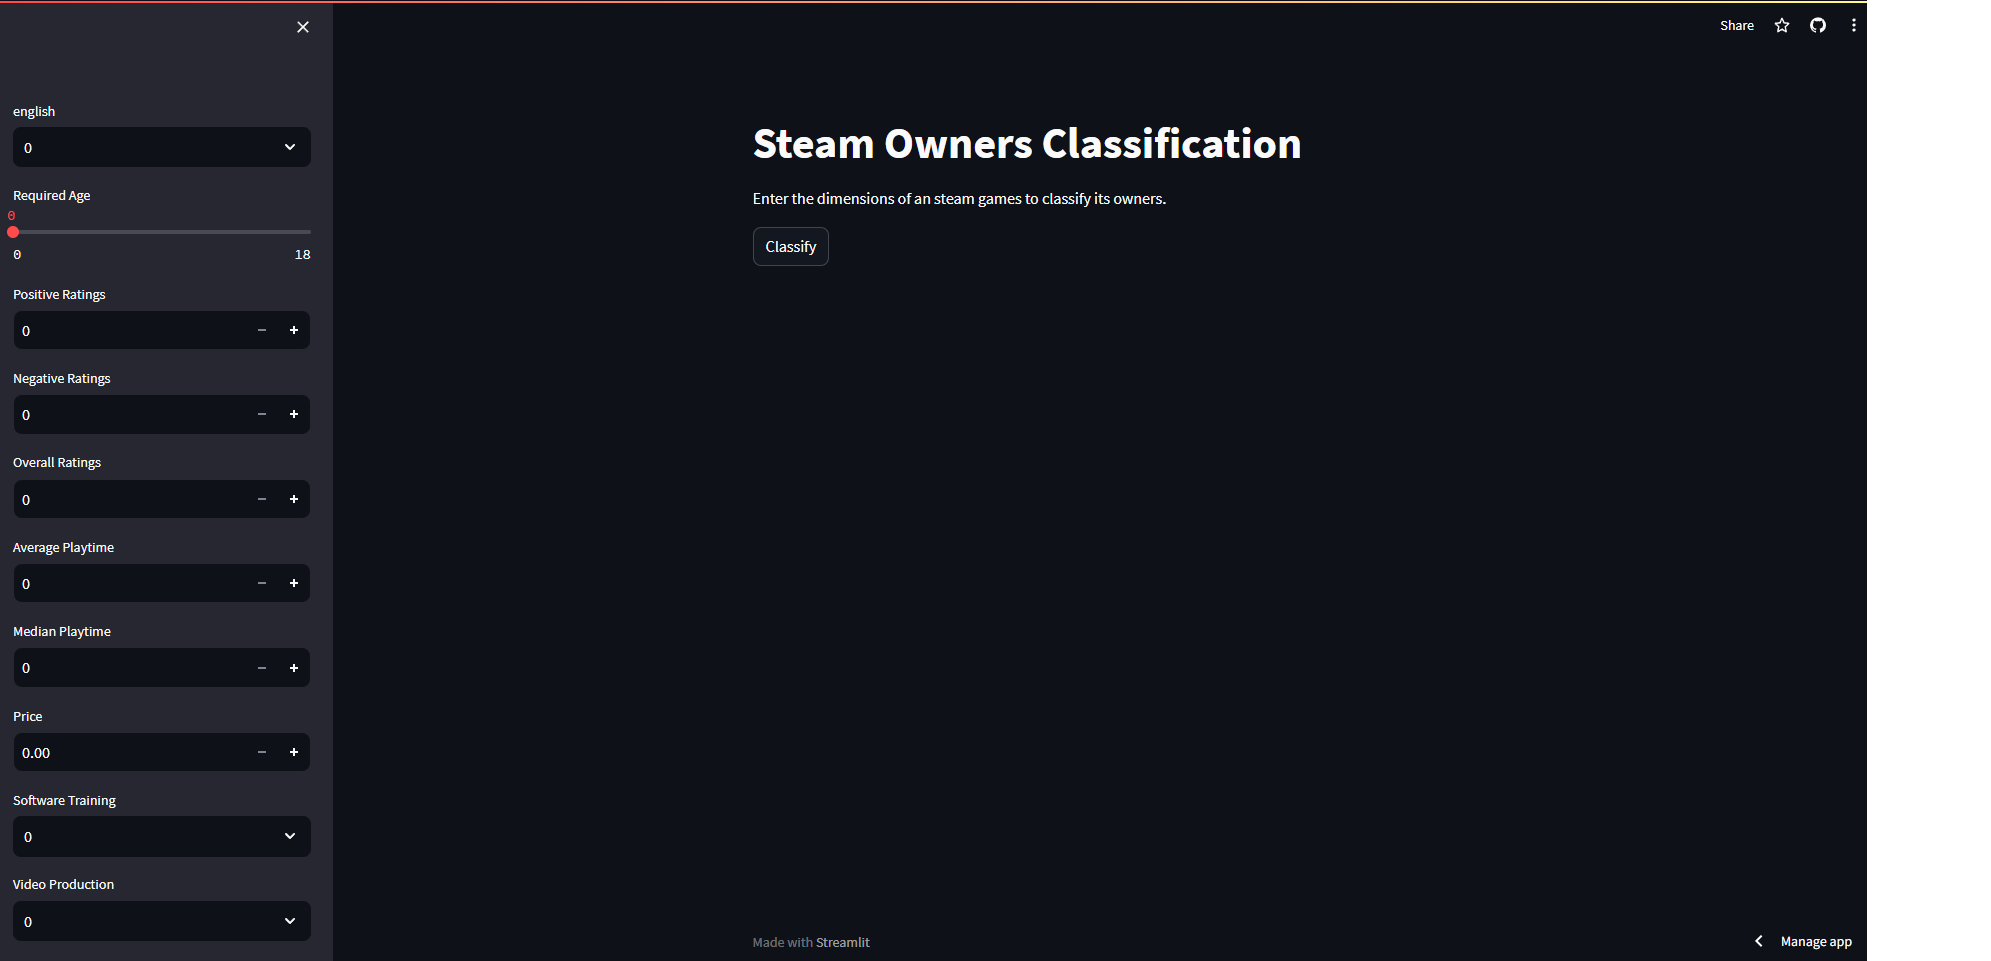 english
0
Required Age
0
0 18
Positive Ratings
0
Negative Ratings
0
Overall Ratings
0
Average Playtime
0
Median Playtime
0
Price
0.00
Software Training
0
Video Production
0
Share
Steam Owners Classification
Enter the dimensions of an steam games to classify its owners.
Classify
Made with Streamlit
Manage app